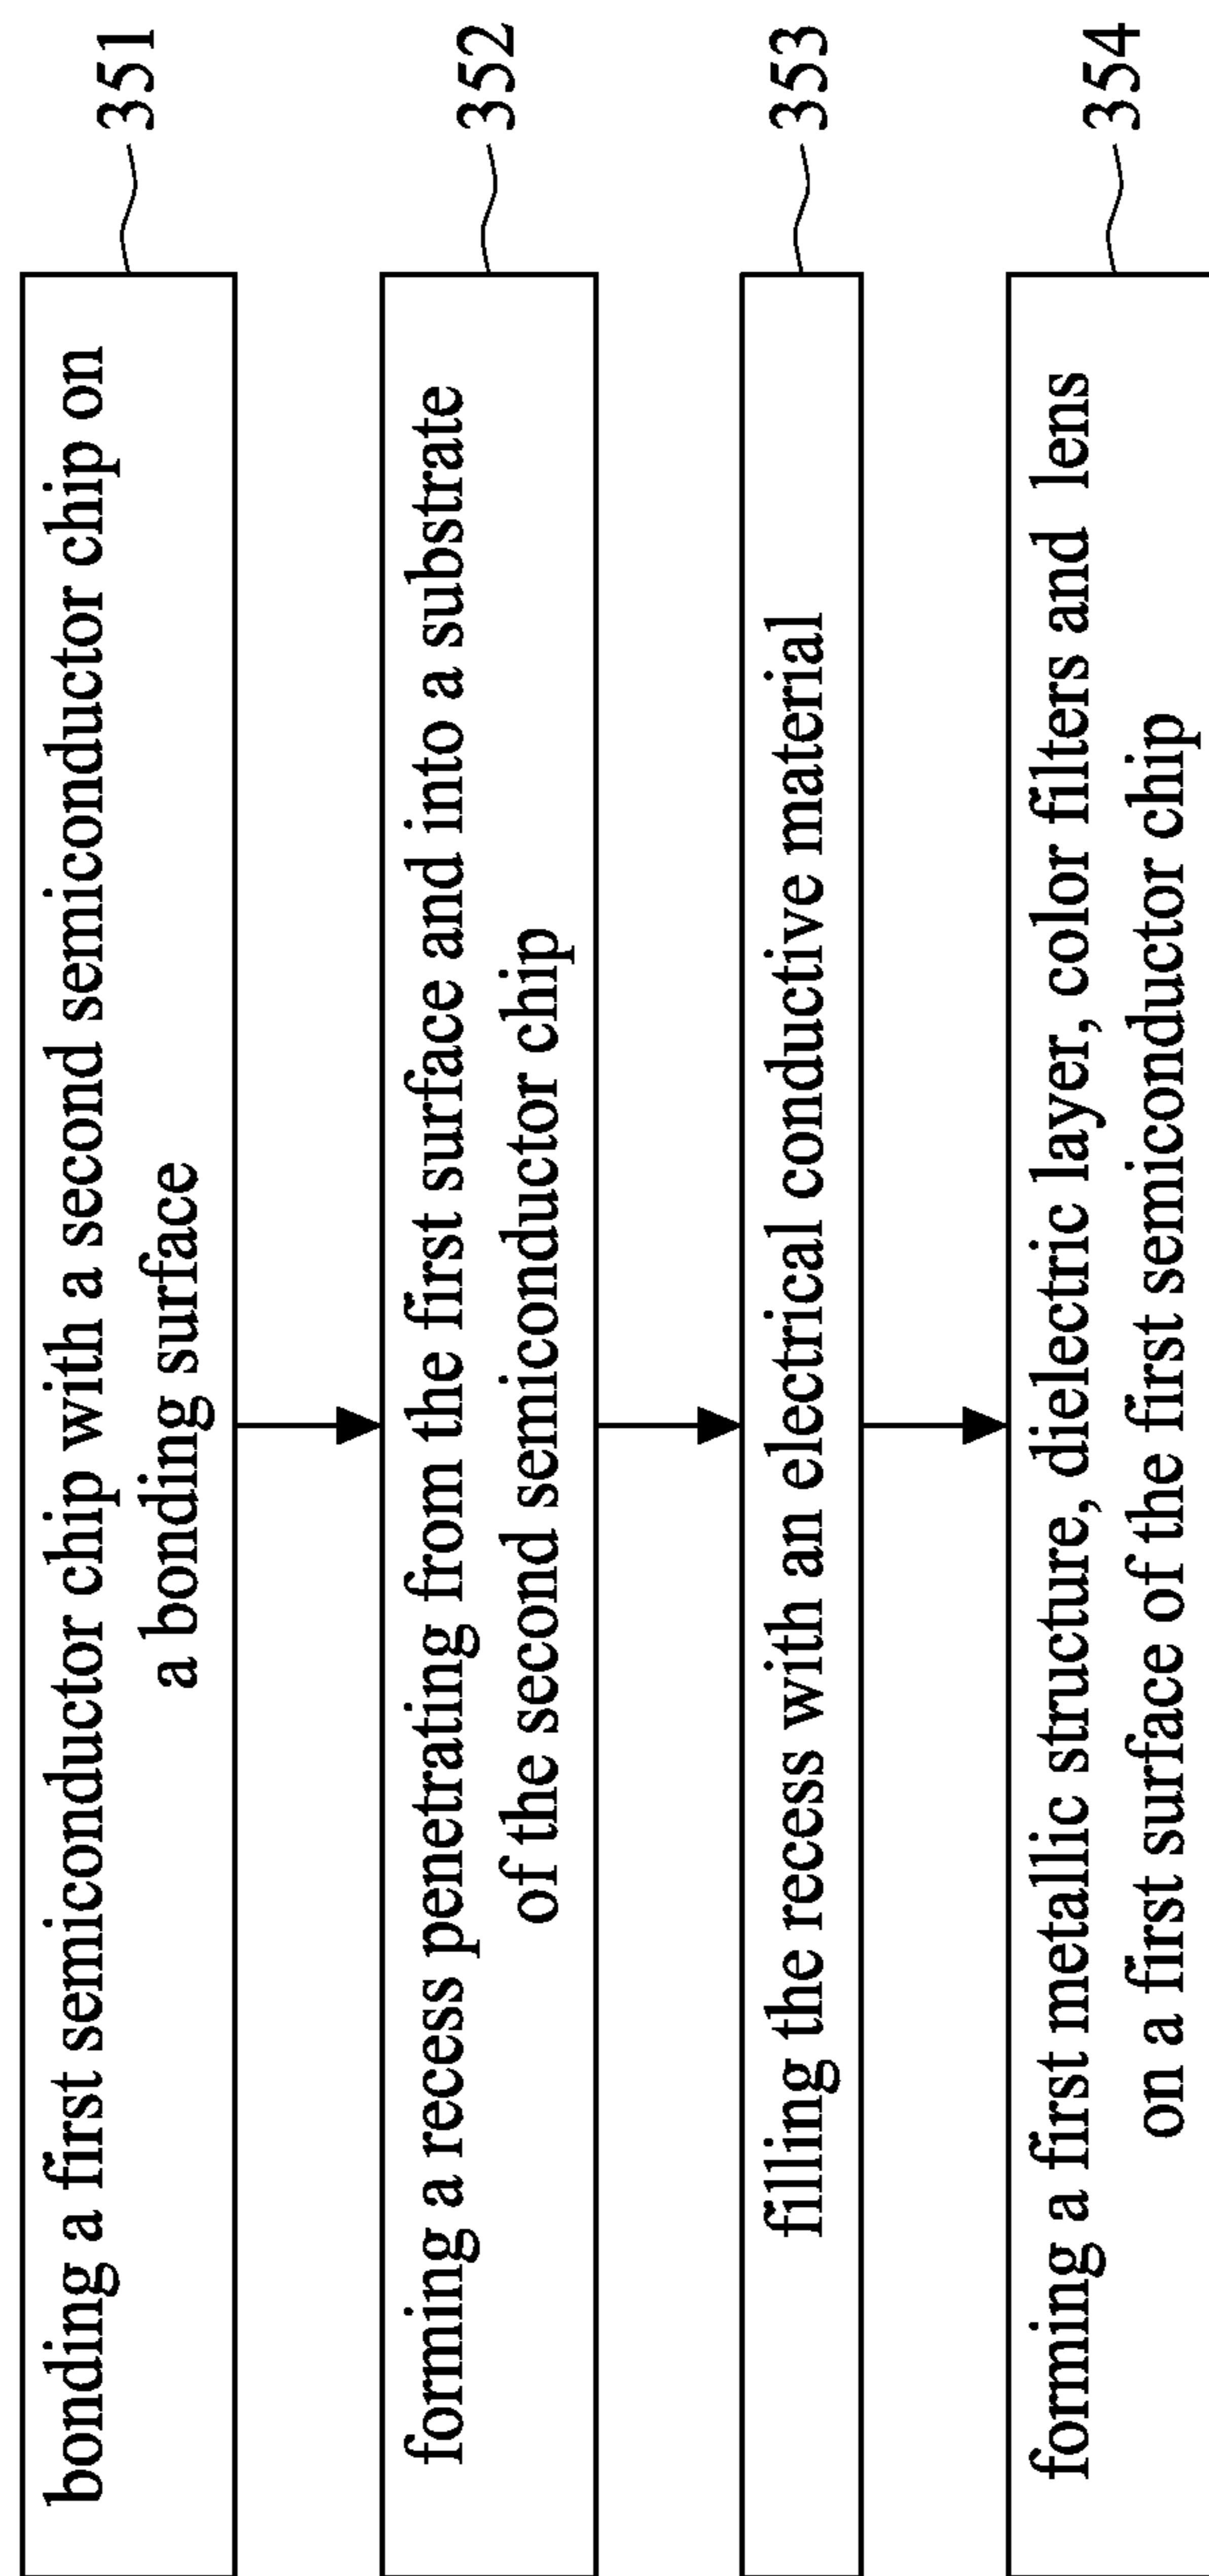 bonding a first semiconductor chip with a second semiconductor chip on
a bonding surface
351
forming a recess penetrating from the first surface and into a substrate
of the second semiconductor chip
352
filling the recess with an electrical conductive material
353
forming a first metallic structure, dielectric layer, color filters and lens
on a first surface of the first semiconductor chip
354